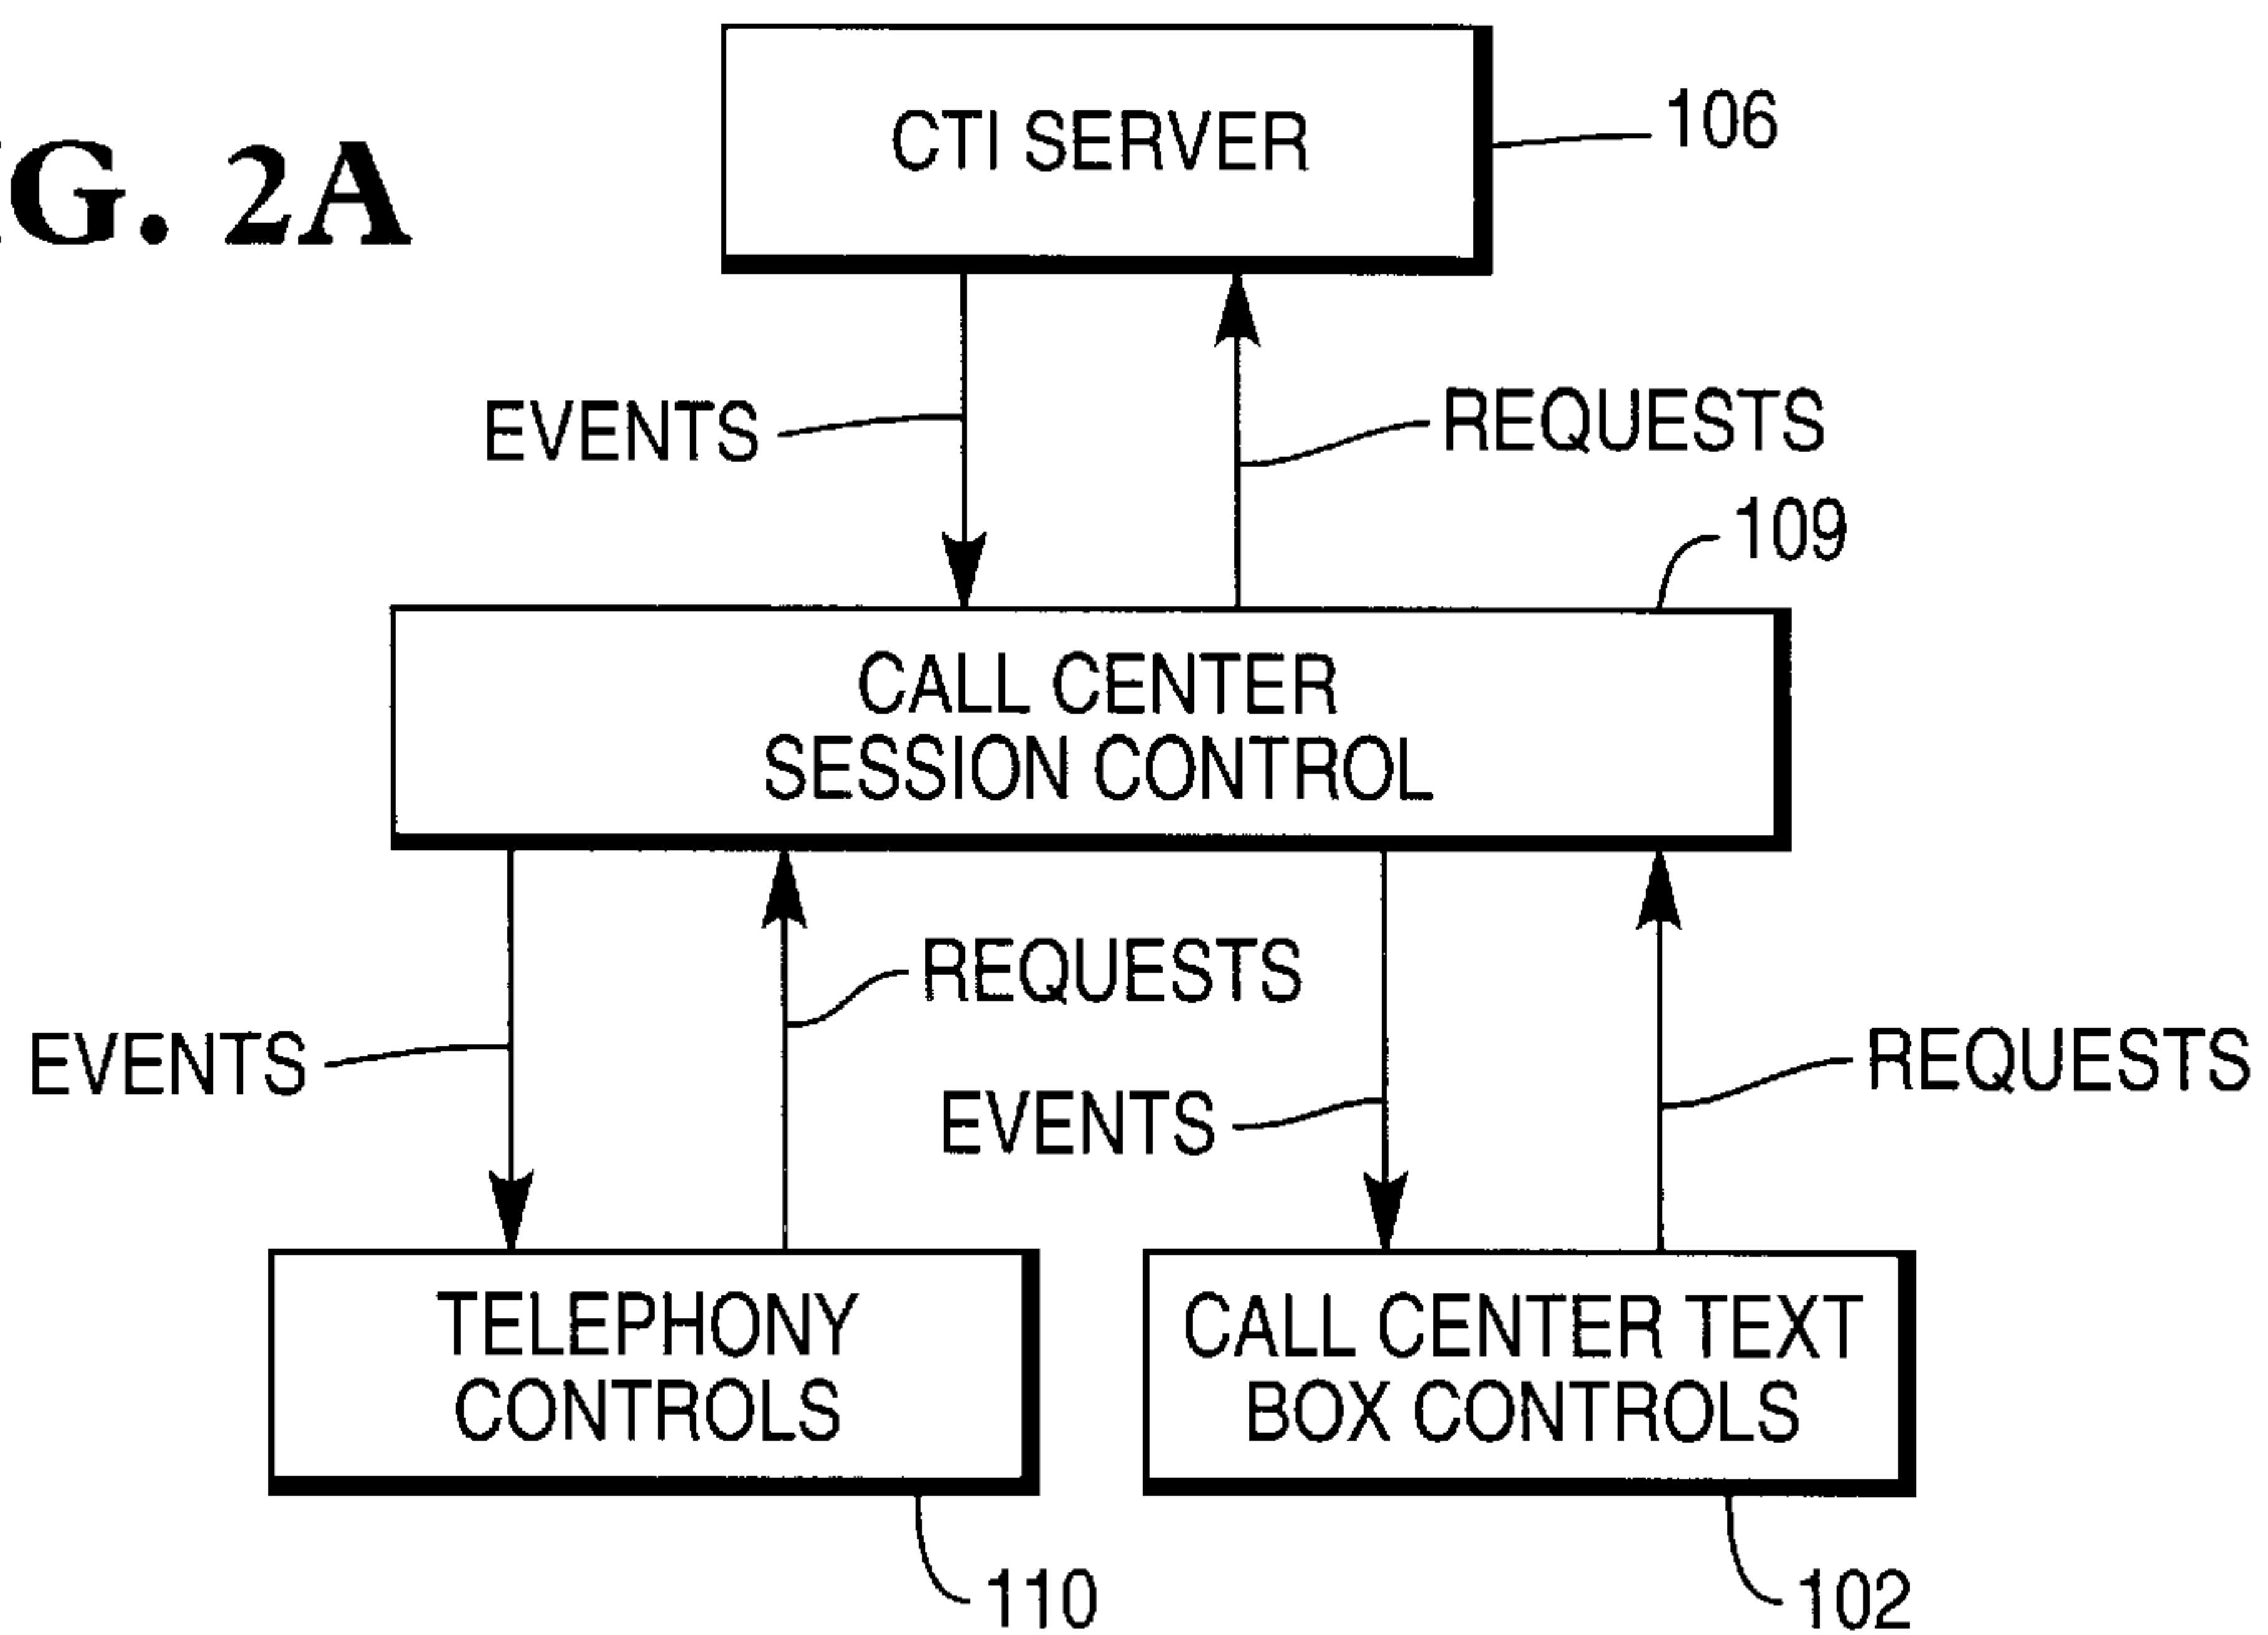 G. 2A
CTI SERVER
106
EVENTS
REQUESTS
109
CALL CENTER
SESSION CONTROL
REQUESTS
EVENTS
REQUESTS
EVENTS
TELEPHONY
CONTROLS
CALL CENTER TEXT
BOX CONTROLS
110
102